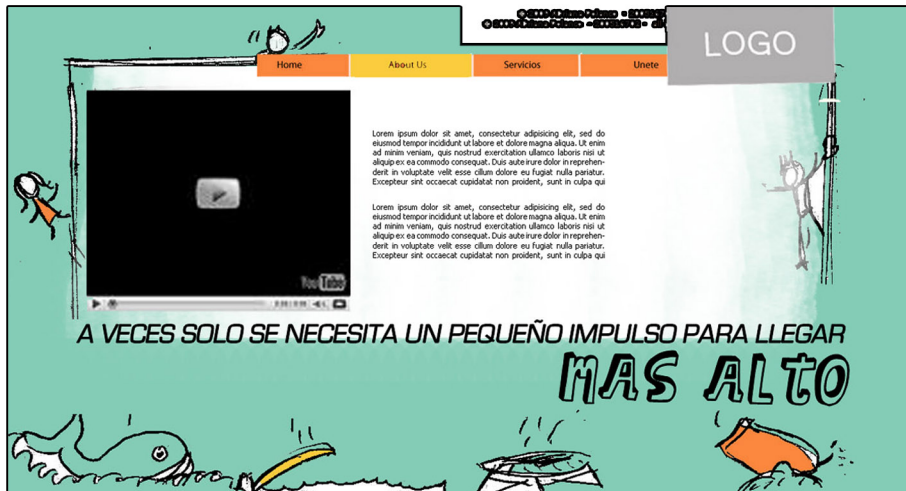 LOGO
Home
About Us
Servicios
Unete
Lorem ipsum dolor sit amet, consectetur adipisicing elit, sed do
eiusmod tempor incididunt ut labore et dolore magna aliqua. Ut enim
ad minim veniam, quis nostrud exercitation ullamco laboris nisi ut
aliquip ex ea commodo consequat. Duis aute irure dolor in reprehen-
derit in voluptate velit esse cillum dolore eu fugiat nulla pariatur.
Excepteur sint occaecat cupidatat non proident, sunt in culpa qui
Lorem ipsum dolor sit amet, consectetur adipisicing elit, sed do
eiusmod tempor incididunt ut labore et dolore magna aliqua. Ut enim
ad minim veniam, quis nostrud exercitation ullamco laboris nisi ut
aliquip ex ea commodo consequat. Duis aute irure dolor in reprehen-
derit in voluptate velit esse cillum dolore eu fugiat nulla pariatur.
Excepteur sint occaecat cupidatat non proident, sunt in culpa qui
YouTube
A VECES SOLO SE NECESITA UN PEQUEÑO IMPULSO PARA LLEGAR
MAS ALTO